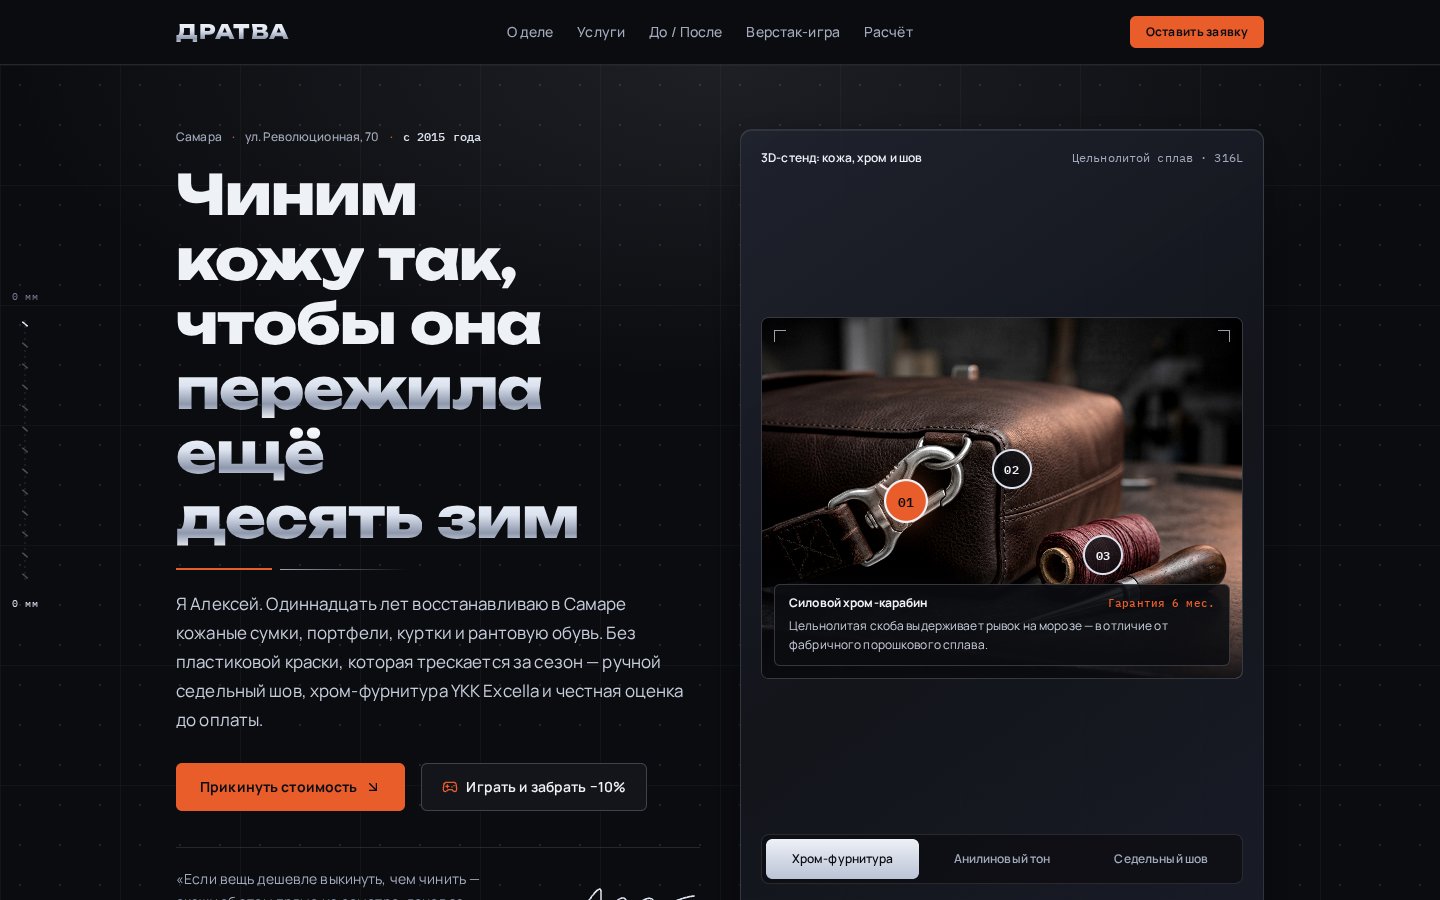 ДРАТВА
О деле
Услуги
До / После
Верстак-игра
Расчёт
Оставить заявку
Самара · ул. Революционная, 70 · с 2015 года
Чиним
кожу так,
чтобы она
пережила
ещё
десять зим
0 мм
0 мм
Я Алексей. Одиннадцать лет восстанавливаю в Самаре
кожаные сумки, портфели, куртки и рантовую обувь. Без
пластиковой краски, которая трескается за сезон — ручной
седельный шов, хром-фурнитура YKK Excella и честная оценка
до оплаты.
Прикинуть стоимость
Играть и забрать −10%
«Если вещь дешевле выкинуть, чем чинить —
3D-стенд: кожа, хром и шов
Цельнолитой сплав · 316L
01
02
03
Силовой хром-карабин
Гарантия 6 мес.
Цельнолитая скоба выдерживает рывок на морозе — в отличие от
фабричного порошкового сплава.
Хром-фурнитура
Анилиновый тон
Седельный шов